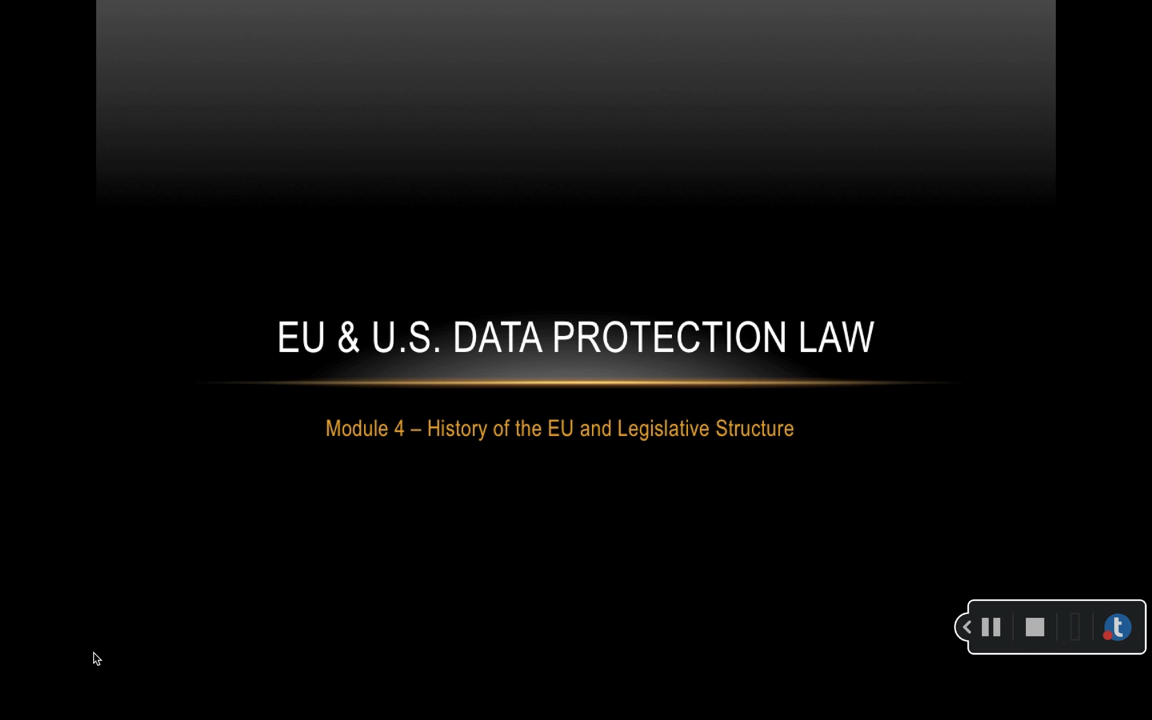 EU & U.S. DATA PROTECTION LAW
Module 4 – History of the EU and Legislative Structure
t